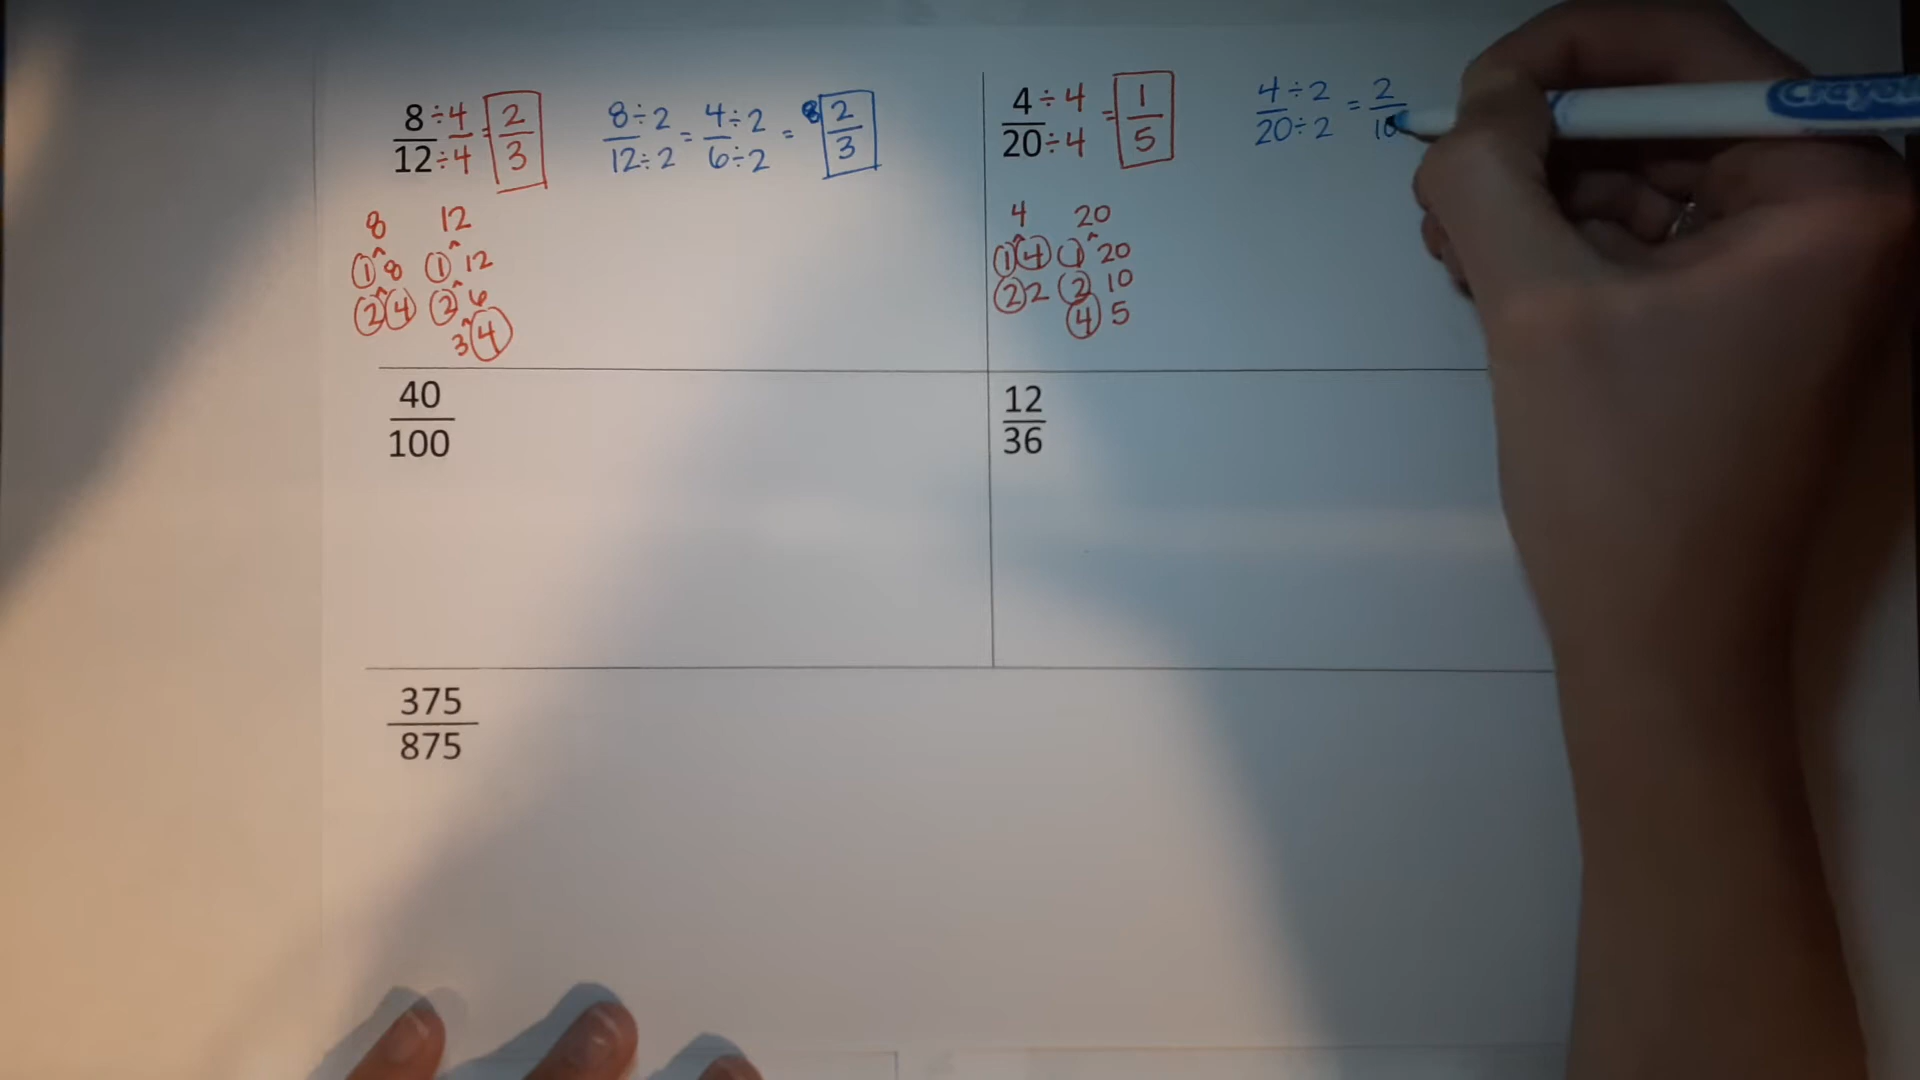 8 ÷ 4 = 2
12 ÷ 4 3
8 ÷ 2 = 4 ÷ 2 = 8 2
12 ÷ 2 6 ÷ 2 3
8 12
1 8 1 12
2 4 2 6
3 4
4 ÷ 4 = 1
20 ÷ 4 5
4 ÷ 2 = 2
20 ÷ 2 10
4 20
1 4 1 20
2 2 2 10
4 5
40
100
12
36
375
875